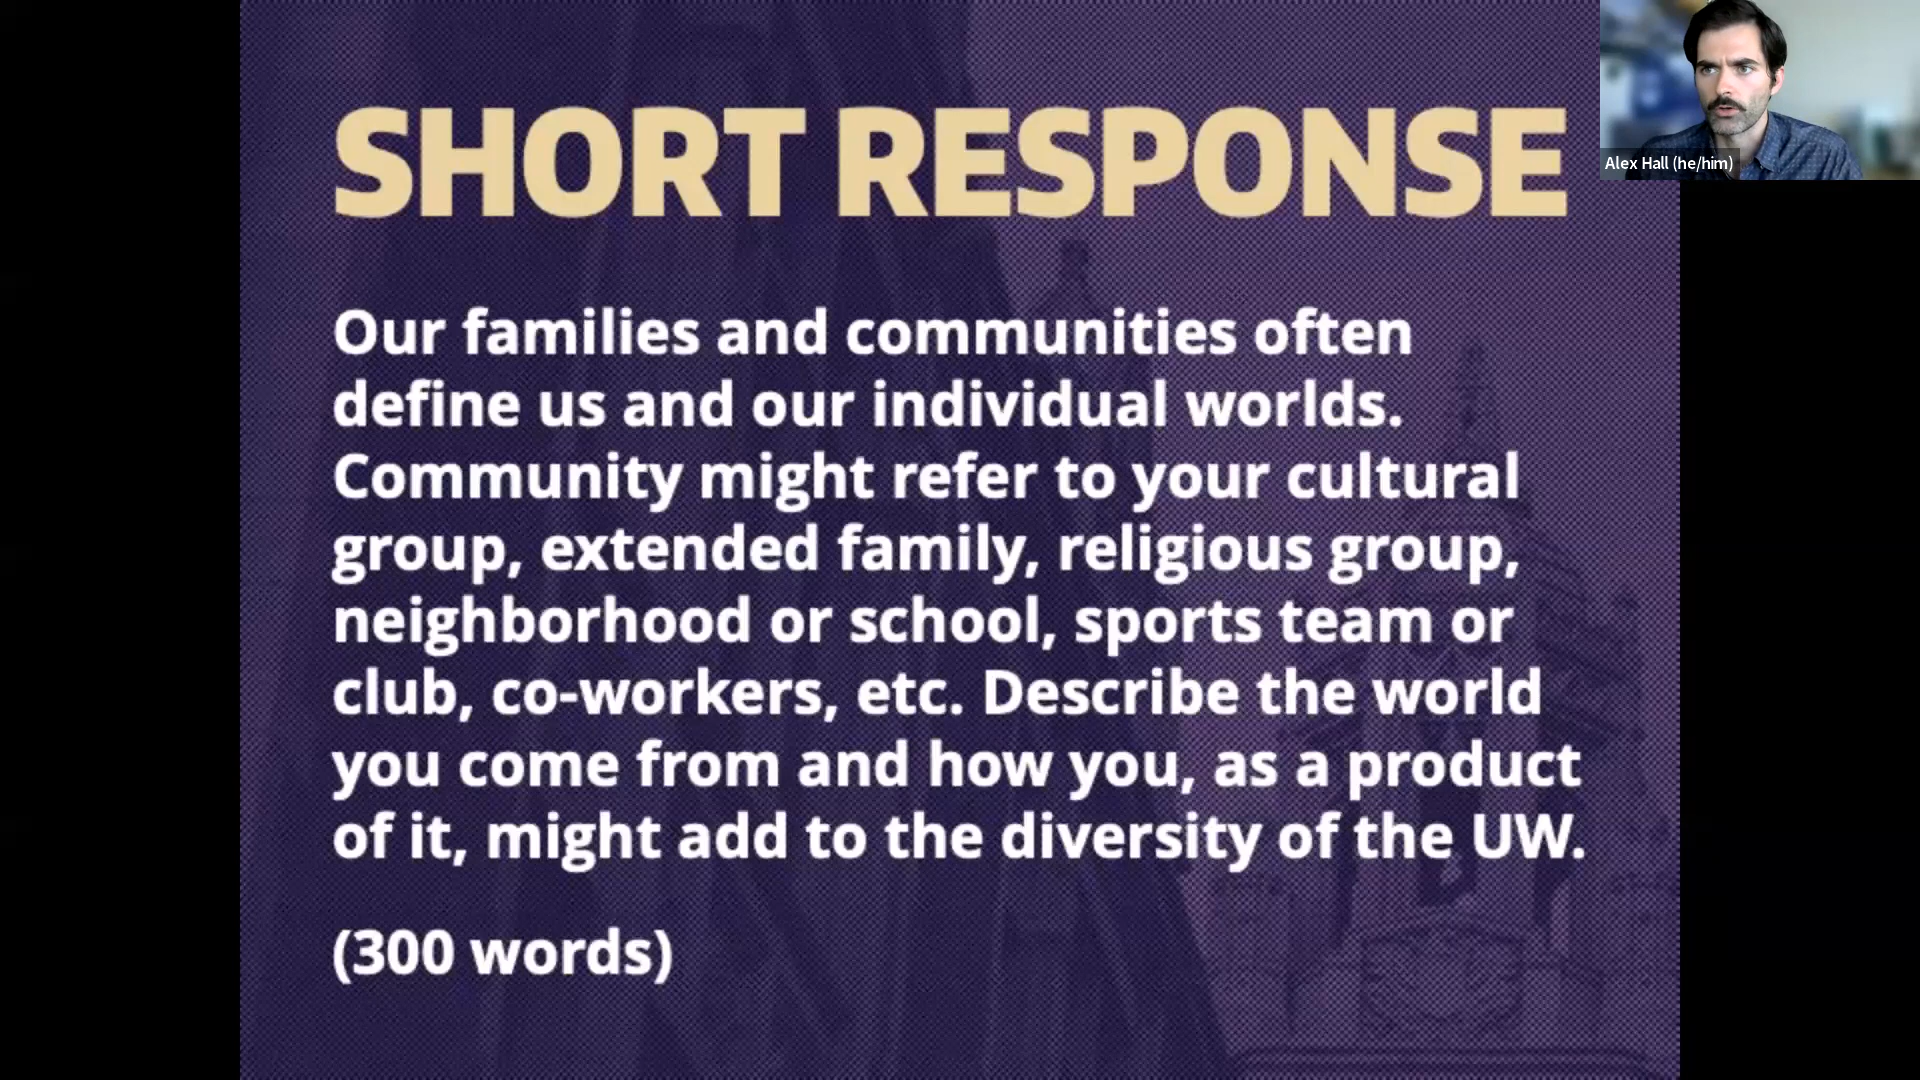 SHORT RESPONSE
Alex Hall (he/him)
Our families and communities often
define us and our individual worlds.
Community might refer to your cultural
group, extended family, religious group,
neighborhood or school, sports team or
club, co-workers, etc. Describe the world
you come from and how you, as a product
of it, might add to the diversity of the UW.
(300 words)